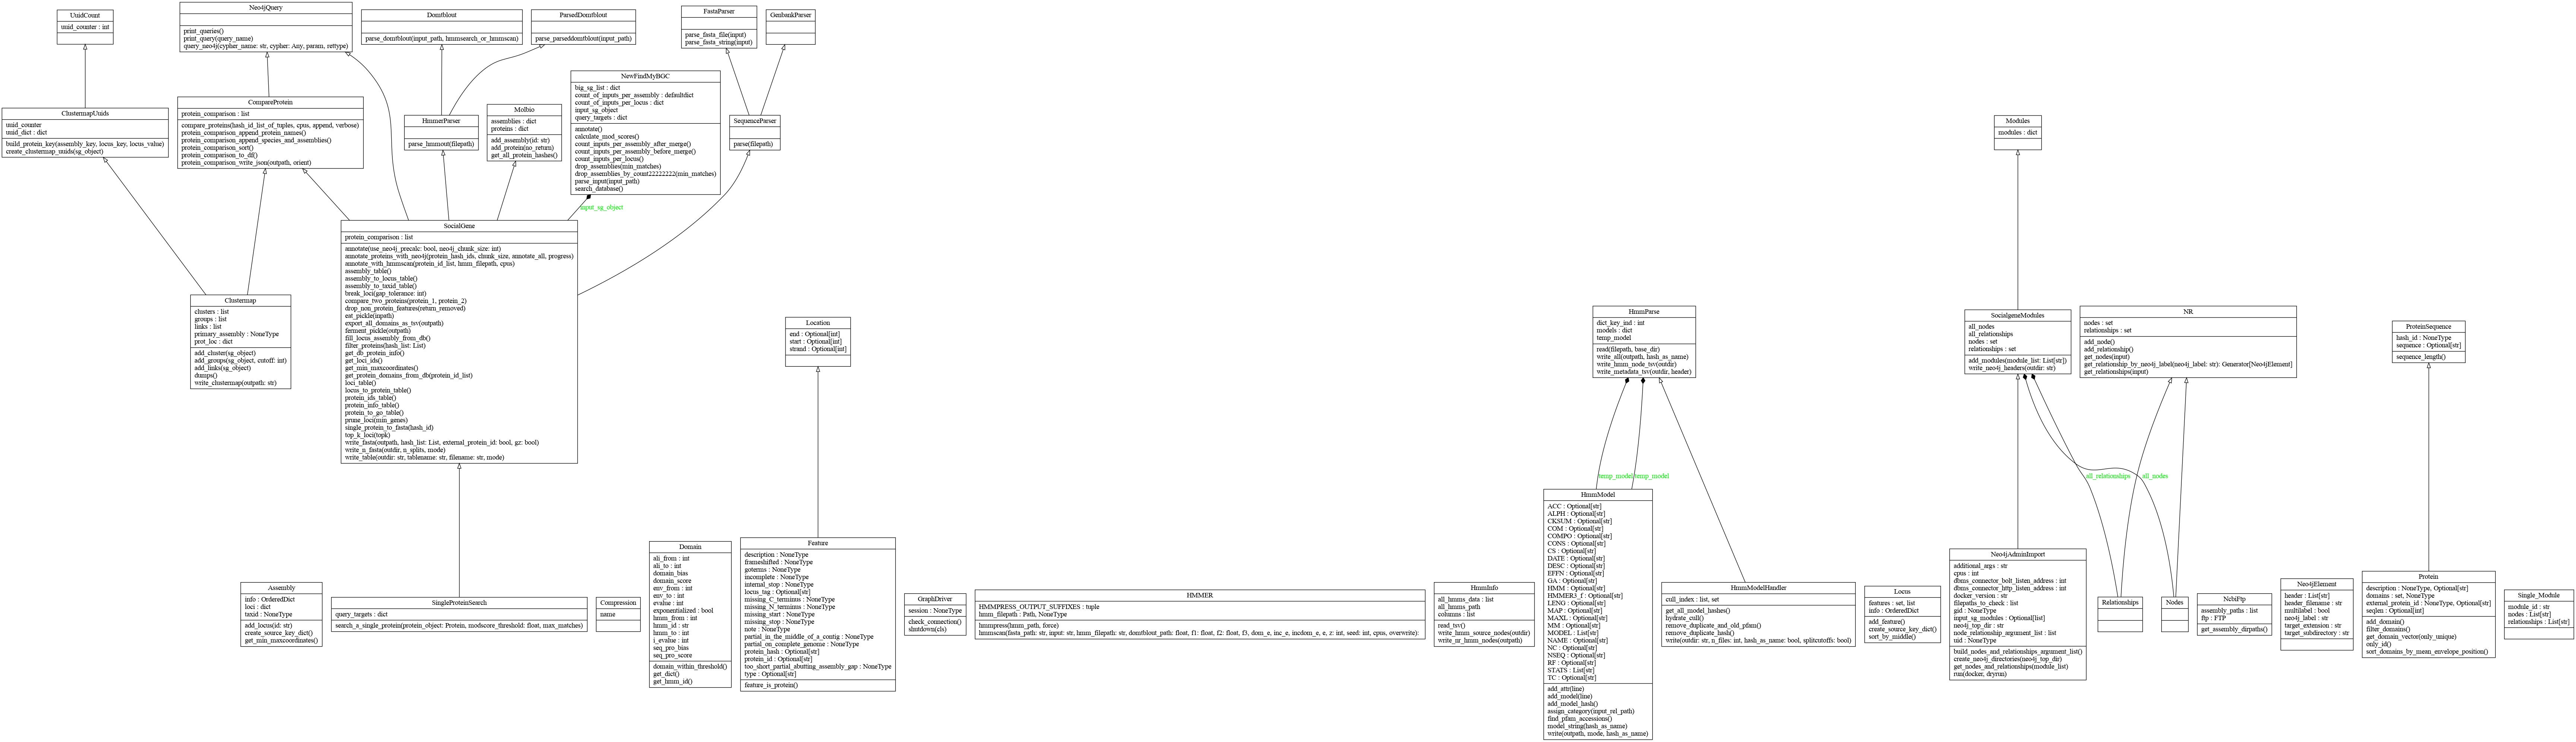 UuidCount
uuid_counter : int
Neo4jQuery
print_queries()
print_query(query_name)
query_neo4j(cypher_name: str, cypher: Any, param, rettype)
Domtblout
parse_domtblout(input_path, hmmsearch_or_hmmscan)
ParsedDomtblout
parse_parseddomtblout(input_path)
FastaParser
parse_fasta_file(input)
parse_fasta_string(input)
GenbankParser
ClustermapUuids
uuid_counter
uuid_dict : dict
build_protein_key(assembly_key, locus_key, locus_value)
create_clustermap_uuids(sg_object)
CompareProtein
protein_comparison : list
compare_proteins(hash_id_list_of_tuples, cpus, append, verbose)
protein_comparison_append_protein_names()
protein_comparison_append_species_and_assemblies()
protein_comparison_sort()
protein_comparison_to_df()
protein_comparison_write_json(outpath, orient)
HmmerParser
parse_hmmout(filepath)
Molbio
assemblies : dict
proteins : dict
add_assembly(id: str)
add_protein(no_return)
get_all_protein_hashes()
NewFindMyBGC
big_sg_list : dict
count_of_inputs_per_assembly : defaultdict
count_of_inputs_per_locus : dict
input_sg_object
query_targets : dict
annotate()
calculate_mod_scores()
count_inputs_per_assembly_after_merge()
count_inputs_per_assembly_before_merge()
count_inputs_per_locus()
drop_assemblies(min_matches)
drop_assemblies_by_count22222222(min_matches)
parse_input(input_path)
search_database()
SequenceParser
parse(filepath)
Modules
modules : dict
input_sg_object
SocialGene
protein_comparison : list
annotate(use_neo4j_precalc: bool, neo4j_chunk_size: int)
annotate_proteins_with_neo4j(protein_hash_ids, chunk_size, annotate_all, progress)
annotate_with_hmmscan(protein_id_list, hmm_filepath, cpus)
assembly_table()
assembly_to_locus_table()
assembly_to_taxid_table()
break_loci(gap_tolerance: int)
compare_two_proteins(protein_1, protein_2)
drop_non_protein_features(return_removed)
eat_pickle(inpath)
export_all_domains_as_tsv(outpath)
ferment_pickle(outpath)
fill_locus_assembly_from_db()
filter_proteins(hash_list: List)
get_db_protein_info()
get_loci_ids()
get_min_maxcoordinates()
get_protein_domains_from_db(protein_id_list)
loci_table()
locus_to_protein_table()
protein_ids_table()
protein_info_table()
protein_to_go_table()
prune_loci(min_genes)
single_protein_to_fasta(hash_id)
top_k_loci(topk)
write_fasta(outpath, hash_list: List, external_protein_id: bool, gz: bool)
write_n_fasta(outdir, n_splits, mode)
write_table(outdir: str, tablename: str, filename: str, mode)
Clustermap
clusters : list
groups : list
links : list
primary_assembly : NoneType
prot_loc : dict
add_cluster(sg_object)
add_groups(sg_object, cutoff: int)
add_links(sg_object)
dumps()
write_clustermap(outpath: str)
Location
end : Optional[int]
start : Optional[int]
strand : Optional[int]
HmmParse
dict_key_ind : int
models : dict
temp_model
read(filepath, base_dir)
write_all(outpath, hash_as_name)
write_hmm_node_tsv(outdir)
write_metadata_tsv(outdir, header)
SocialgeneModules
all_nodes
all_relationships
nodes : set
relationships : set
add_modules(module_list: List[str])
write_neo4j_headers(outdir: str)
NR
nodes : set
relationships : set
add_node()
add_relationship()
get_nodes(input)
get_relationship_by_neo4j_label(neo4j_label: str): Generator[Neo4jElement]
get_relationships(input)
ProteinSequence
hash_id : NoneType
sequence : Optional[str]
sequence_length()
temp_model
temp_model
all_relationships
all_nodes
Assembly
info : OrderedDict
loci : dict
taxid : NoneType
add_locus(id: str)
create_source_key_dict()
get_min_maxcoordinates()
SingleProteinSearch
query_targets : dict
search_a_single_protein(protein_object: Protein, modscore_threshold: float, max_matches)
Compression
name
Domain
ali_from : int
ali_to : int
domain_bias
domain_score
env_from : int
env_to : int
evalue : int
exponentialized : bool
hmm_from : int
hmm_id : str
hmm_to : int
i_evalue : int
seq_pro_bias
seq_pro_score
domain_within_threshold()
get_dict()
get_hmm_id()
Feature
description : NoneType
frameshifted : NoneType
goterms : NoneType
incomplete : NoneType
internal_stop : NoneType
locus_tag : Optional[str]
missing_C_terminus : NoneType
missing_N_terminus : NoneType
missing_start : NoneType
missing_stop : NoneType
note : NoneType
partial_in_the_middle_of_a_contig : NoneType
partial_on_complete_genome : NoneType
protein_hash : Optional[str]
protein_id : Optional[str]
too_short_partial_abutting_assembly_gap : NoneType
type : Optional[str]
feature_is_protein()
GraphDriver
session : NoneType
check_connection()
shutdown(cls)
HMMER
HMMPRESS_OUTPUT_SUFFIXES : tuple
hmm_filepath : Path, NoneType
hmmpress(hmm_path, force)
hmmscan(fasta_path: str, input: str, hmm_filepath: str, domtblout_path: float, f1: float, f2: float, f3, dom_e, inc_e, incdom_e, e, z: int, seed: int, cpus, overwrite):
HmmInfo
all_hmms_data : list
all_hmms_path
columns : list
read_tsv()
write_hmm_source_nodes(outdir)
write_nr_hmm_nodes(outpath)
HmmModel
ACC : Optional[str]
ALPH : Optional[str]
CKSUM : Optional[str]
COM : Optional[str]
COMPO : Optional[str]
CONS : Optional[str]
CS : Optional[str]
DATE : Optional[str]
DESC : Optional[str]
EFFN : Optional[str]
GA : Optional[str]
HMM : Optional[str]
HMMER3_f : Optional[str]
LENG : Optional[str]
MAP : Optional[str]
MAXL : Optional[str]
MM : Optional[str]
MODEL : List[str]
NAME : Optional[str]
NC : Optional[str]
NSEQ : Optional[str]
RF : Optional[str]
STATS : List[str]
TC : Optional[str]
add_attr(line)
add_model(line)
add_model_hash()
assign_category(input_rel_path)
find_pfam_accessions()
model_string(hash_as_name)
write(outpath, mode, hash_as_name)
HmmModelHandler
cull_index : list, set
get_all_model_hashes()
hydrate_cull()
remove_duplicate_and_old_pfam()
remove_duplicate_hash()
write(outdir: str, n_files: int, hash_as_name: bool, splitcutoffs: bool)
Locus
features : set, list
info : OrderedDict
add_feature()
create_source_key_dict()
sort_by_middle()
Neo4jAdminImport
additional_args : str
cpus : int
dbms_connector_bolt_listen_address : int
dbms_connector_http_listen_address : int
docker_version : str
filepaths_to_check : list
gid : NoneType
input_sg_modules : Optional[list]
neo4j_top_dir : str
node_relationship_argument_list : list
uid : NoneType
build_nodes_and_relationships_argument_list()
create_neo4j_directories(neo4j_top_dir)
get_nodes_and_relationships(module_list)
run(docker, dryrun)
Relationships
Nodes
NcbiFtp
assembly_paths : list
ftp : FTP
get_assembly_dirpaths()
Neo4jElement
header : List[str]
header_filename : str
multilabel : bool
neo4j_label : str
target_extension : str
target_subdirectory : str
Protein
description : NoneType, Optional[str]
domains : set, NoneType
external_protein_id : NoneType, Optional[str]
seqlen : Optional[int]
add_domain()
filter_domains()
get_domain_vector(only_unique)
only_id()
sort_domains_by_mean_envelope_position()
Single_Module
module_id : str
nodes : List[str]
relationships : List[str]